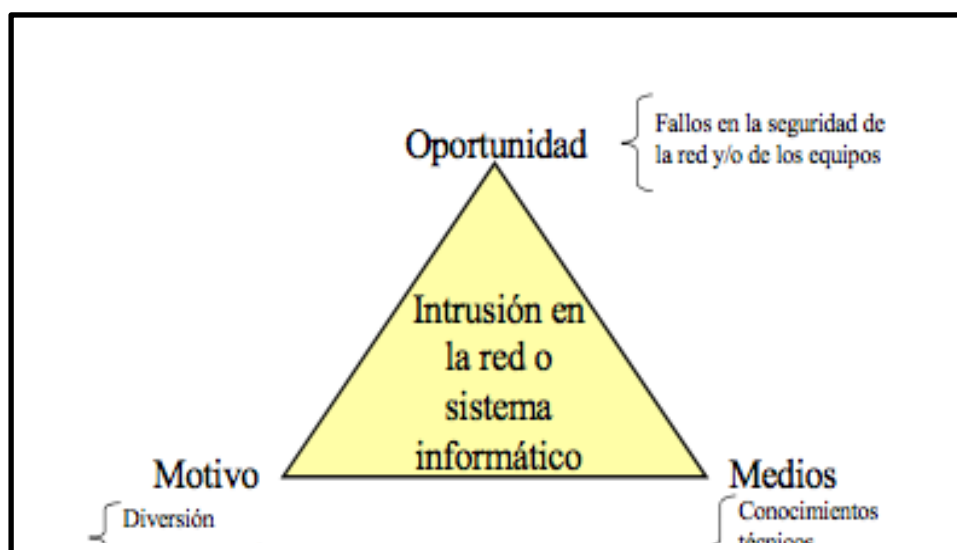 Oportunidad
Fallos en la seguridad de
la red y/o de los equipos
Intrusión en
la red o
sistema
informático
Motivo
Medios
Diversión
Conocimientos
técnicos